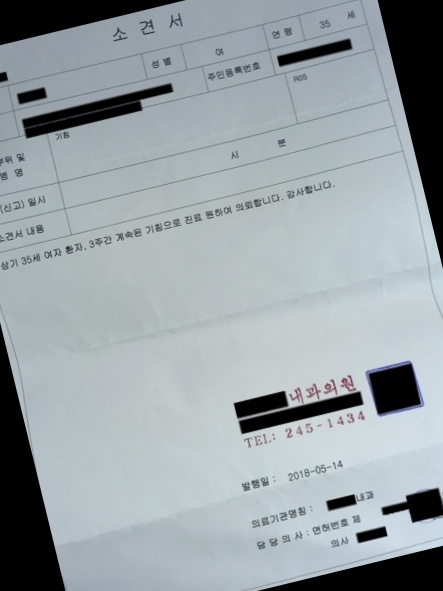 소 견 서
성 별 여 연 령 35 세
주민등록번호
기침 R05
부위 및
병 명
(신고) 일시 시 분
소견서 내용
상기 35세 여자 환자, 3주간 계속된 기침으로 진료 원하여 의뢰합니다. 감사합니다.
내과의원
TEL: 245-1434
발행일 : 2018-05-14
의료기관명칭 : 내과
담 당 의 사 : 면허번호 제
의사